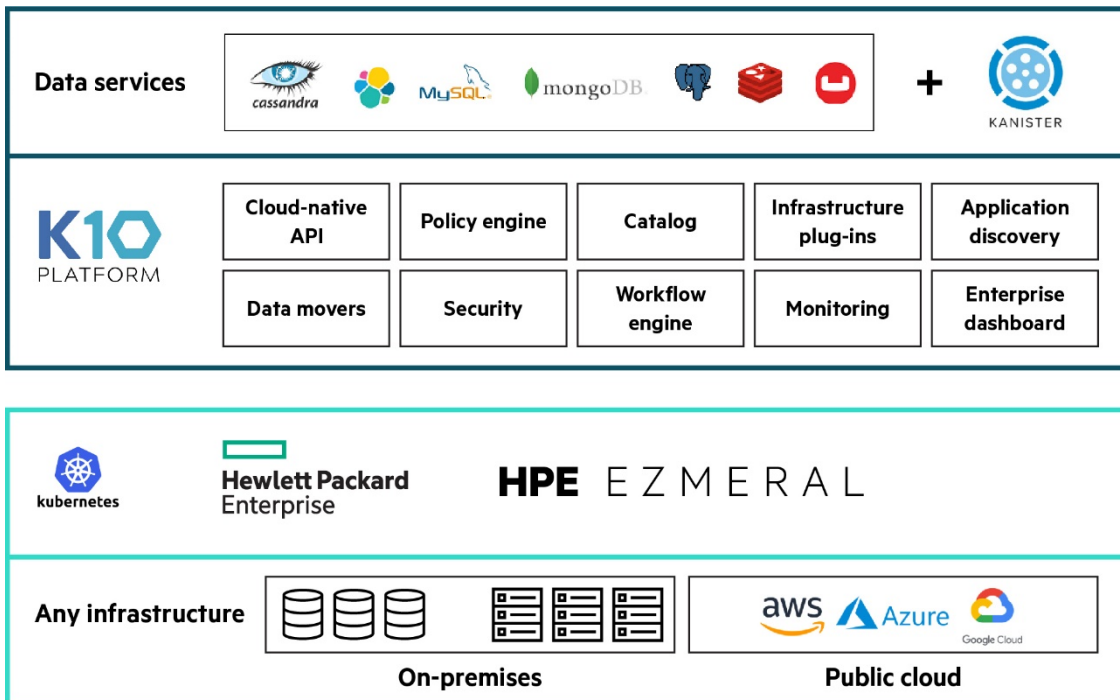 Data services
cassandra
MySQL
mongoDB
+
KANISTER
K10
PLATFORM
Cloud-native
API
Policy engine
Catalog
Infrastructure
plug-ins
Application
discovery
Data movers
Security
Workflow
engine
Monitoring
Enterprise
dashboard
kubernetes
Hewlett Packard
Enterprise
HPE EZMERAL
Any infrastructure
aws
Azure
Google Cloud
On-premises
Public cloud